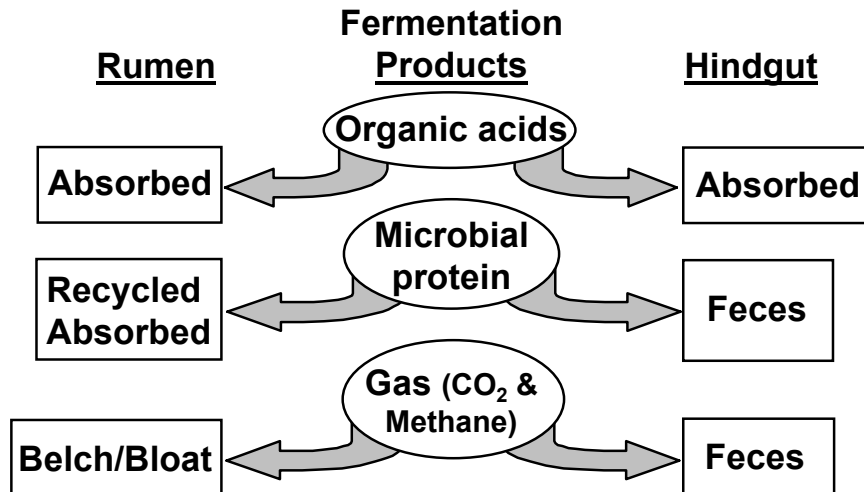 Fermentation
Rumen Products Hindgut
Organic acids
Absorbed Absorbed
Microbial
protein
Recycled
Absorbed
Feces
Gas (CO₂ &
Methane)
Belch/Bloat Feces